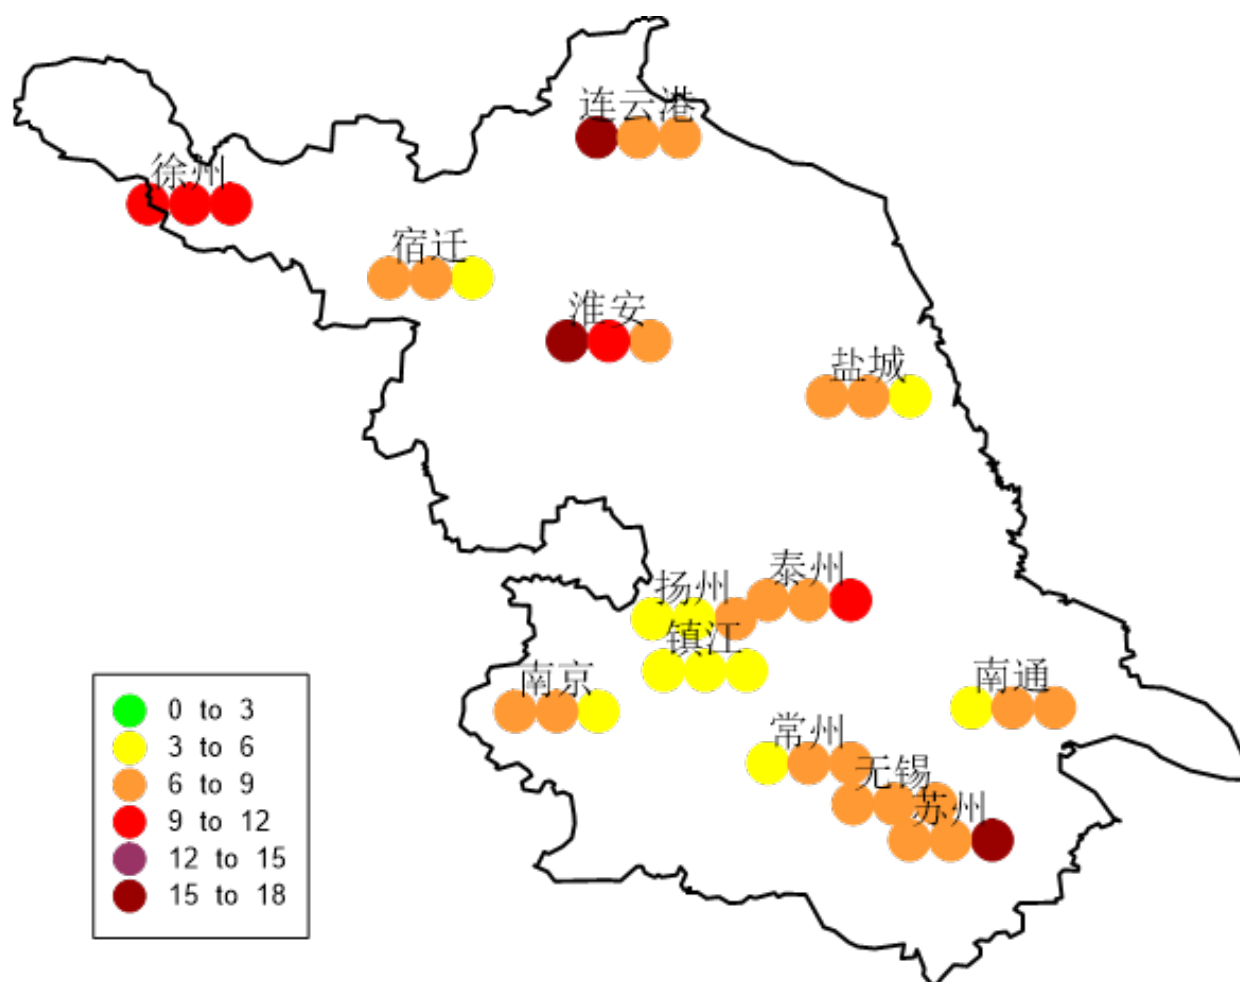 连云港
徐州
宿迁
淮安
盐城
泰州
扬州
镇江
南京
南通
常州
无锡
苏州
0 to 3
3 to 6
6 to 9
9 to 12
12 to 15
15 to 18